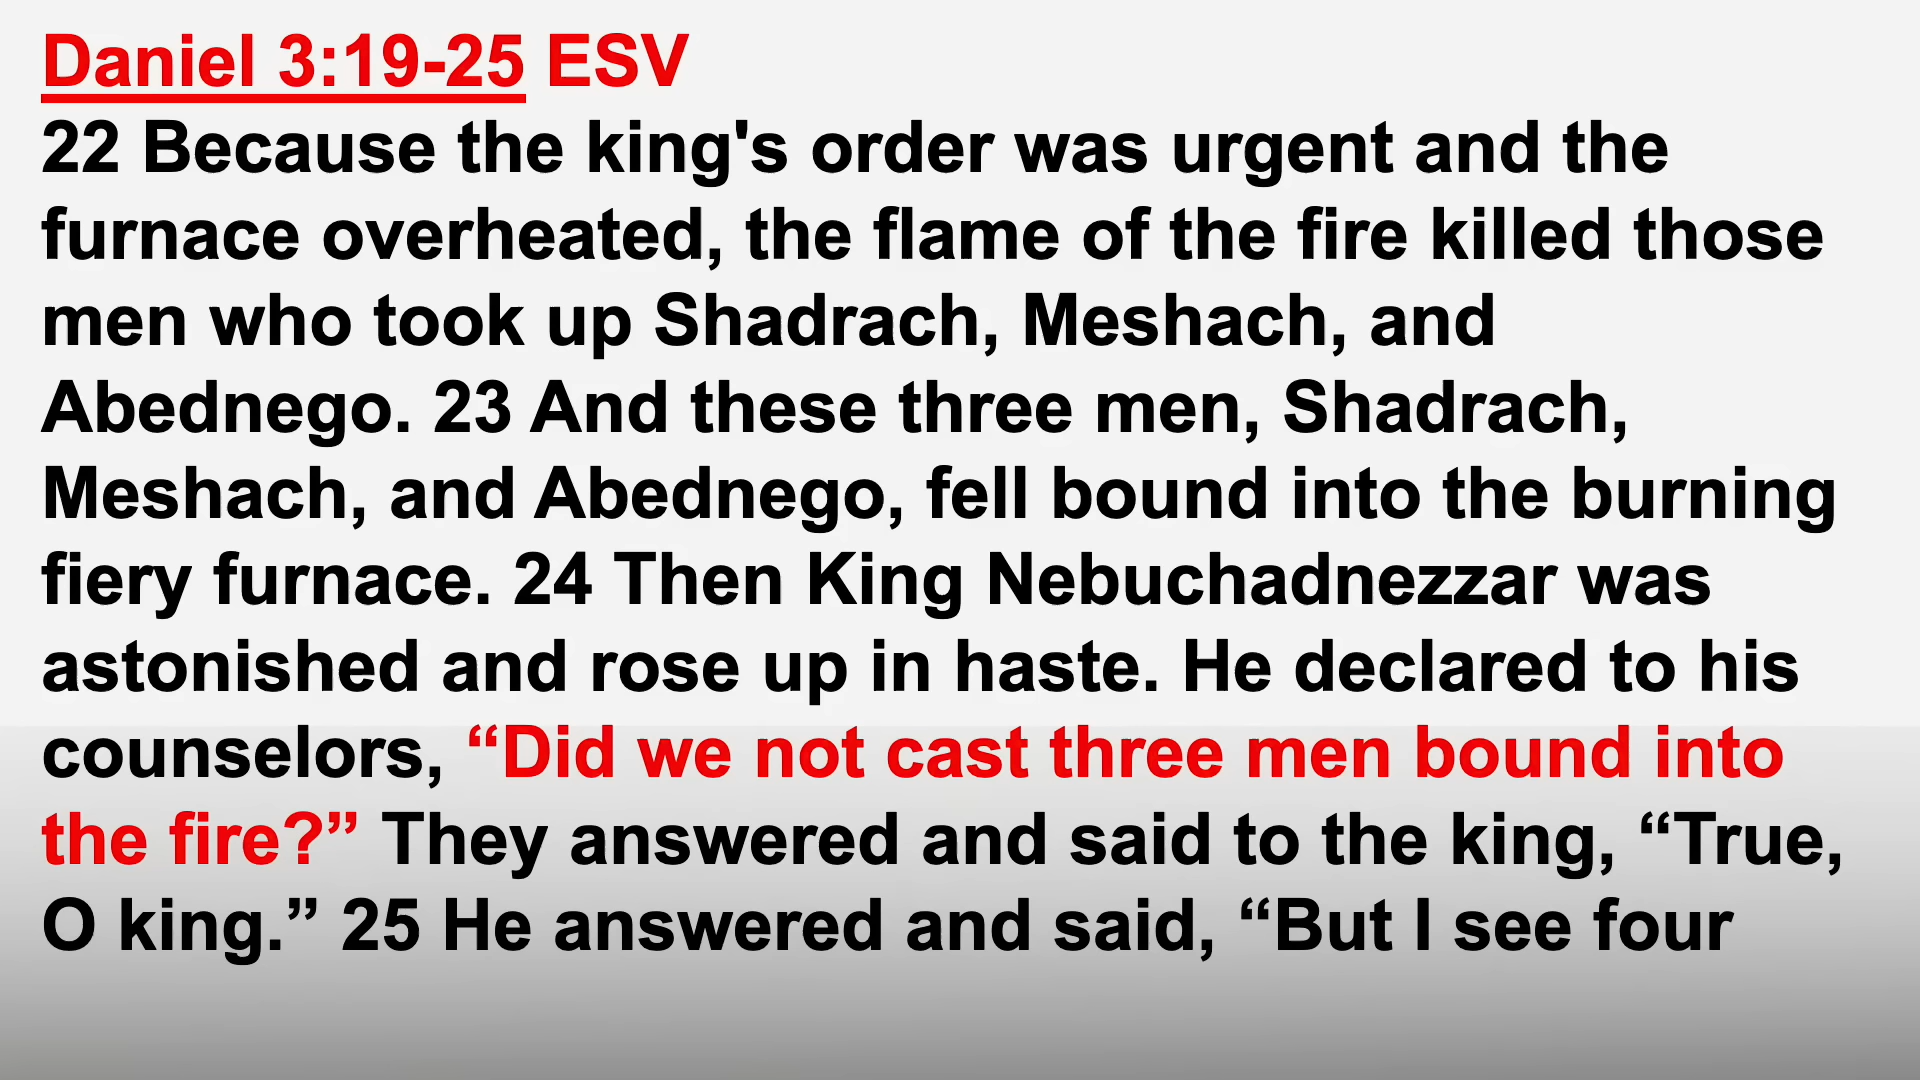 Daniel 3:19-25 ESV
22 Because the king's order was urgent and the
furnace overheated, the flame of the fire killed those
men who took up Shadrach, Meshach, and
Abednego. 23 And these three men, Shadrach,
Meshach, and Abednego, fell bound into the burning
fiery furnace. 24 Then King Nebuchadnezzar was
astonished and rose up in haste. He declared to his
counselors, “Did we not cast three men bound into
the fire?” They answered and said to the king, “True,
O king.” 25 He answered and said, “But I see four